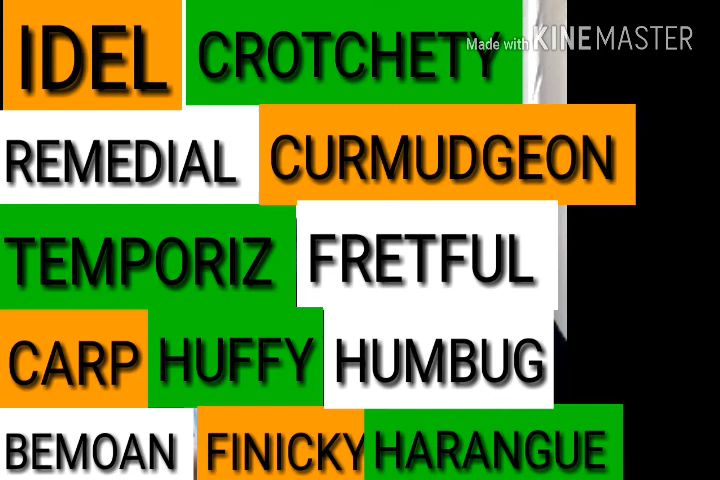 IDEL CROTCHETY Made with KINEMASTER
REMEDIAL CURMUDGEON
TEMPORIZ FRETFUL
CARP HUFFY HUMBUG
BEMOAN FINICKY HARANGUE